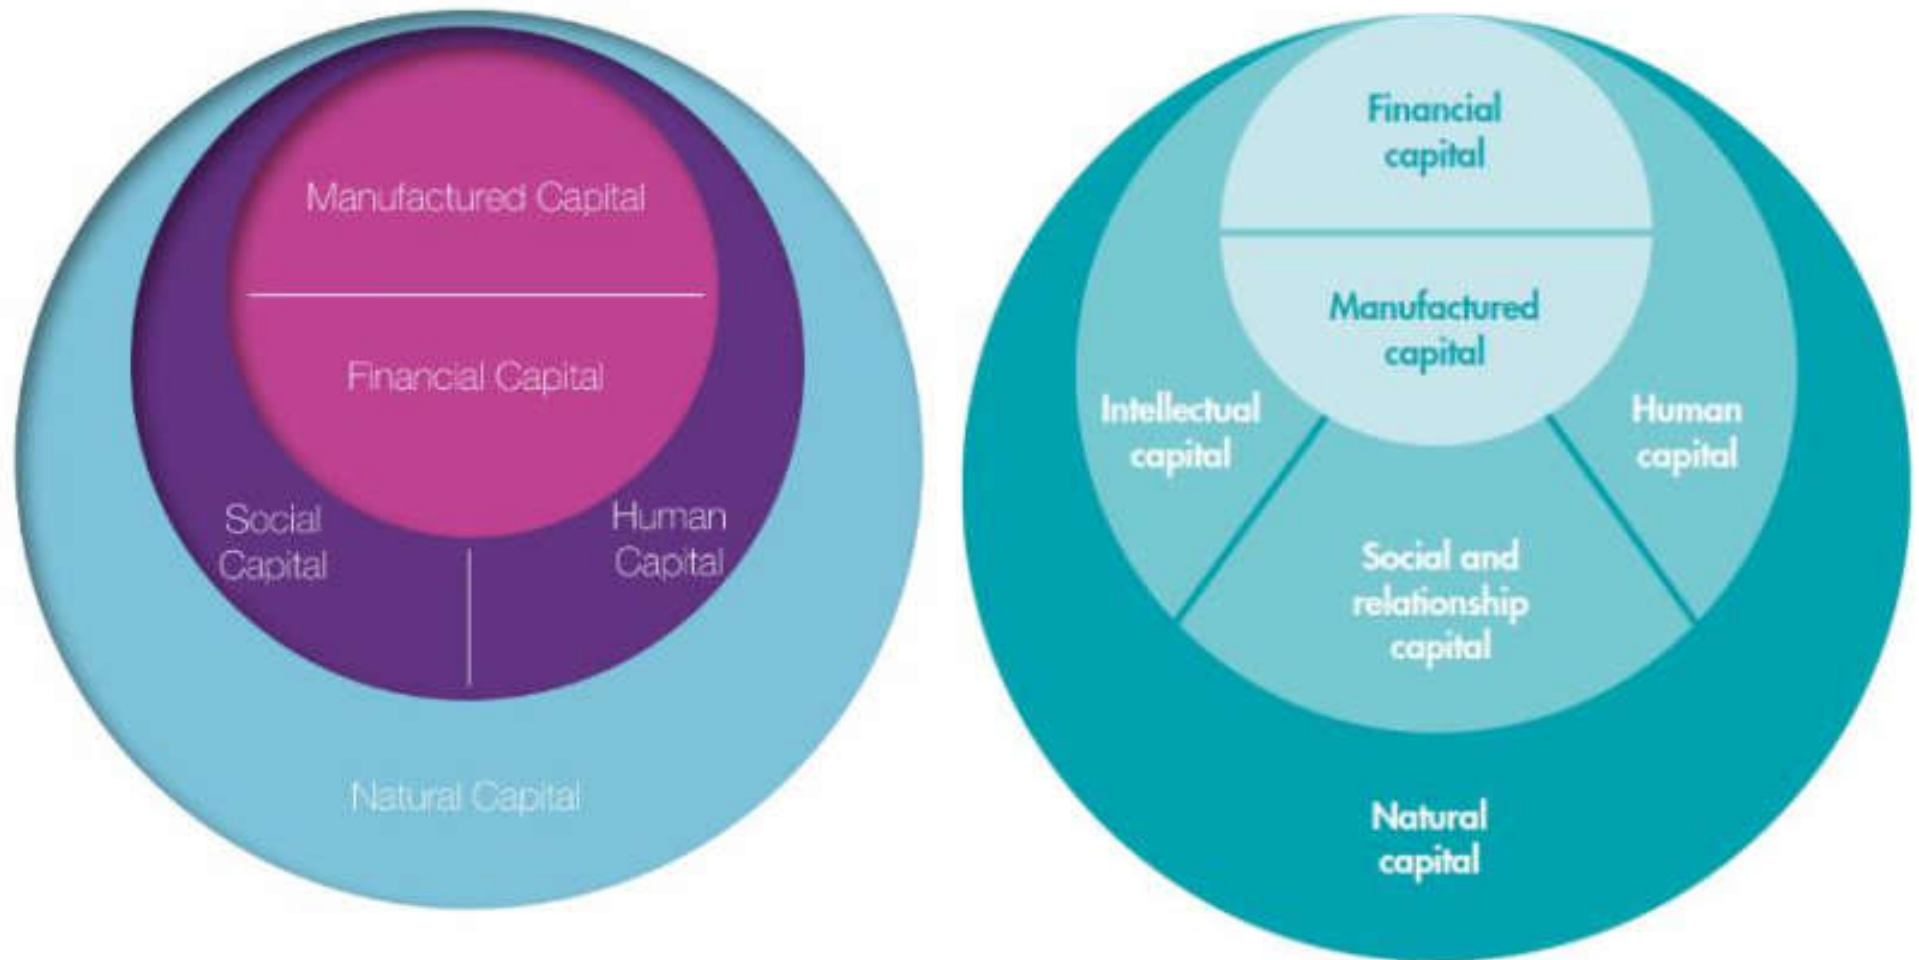 Manufactured Capital
Financial Capital
Social
Capital
Human
Capital
Natural Capital
Financial
capital
Manufactured
capital
Intellectual
capital
Human
capital
Social and
relationship
capital
Natural
capital